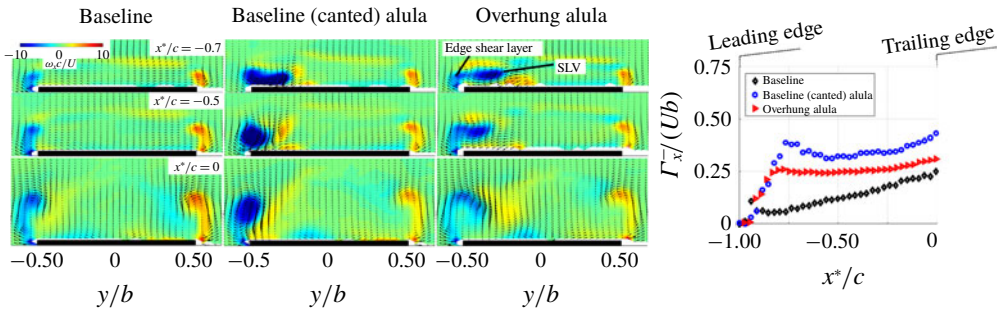 Baseline
Baseline (canted) alula
Overhung alula
−10 0 10
ω_x c/U
x*/c = −0.7
Edge shear layer
SLV
x*/c = −0.5
x*/c = 0
−0.50 0 0.50
−0.5 0 0.50
−0.50 0 0.50
y/b
y/b
y/b
Leading edge
Trailing edge
0.75
0.50
0.25
0
Baseline
Baseline (canted) alula
Overhung alula
Γ_x^−/(Ub)
−1.00 −0.50 0
x*/c